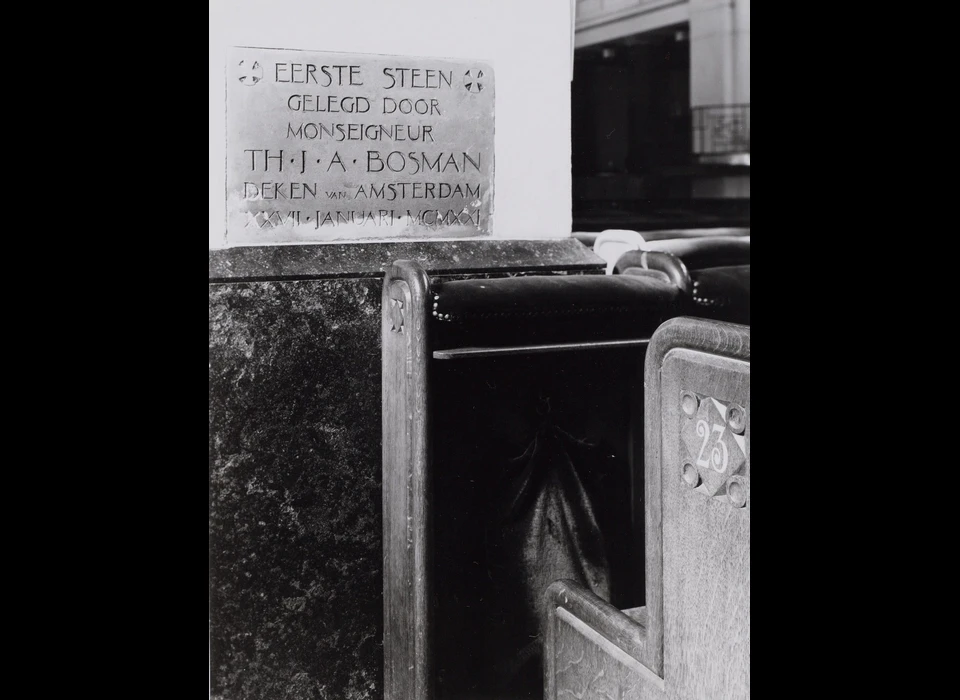 EERSTE STEEN
GELEGD DOOR
MONSEIGNEUR
TH·J·A·BOSMAN
DEKEN VAN AMSTERDAM
XXVII·JANUARI·MCMXXI
23